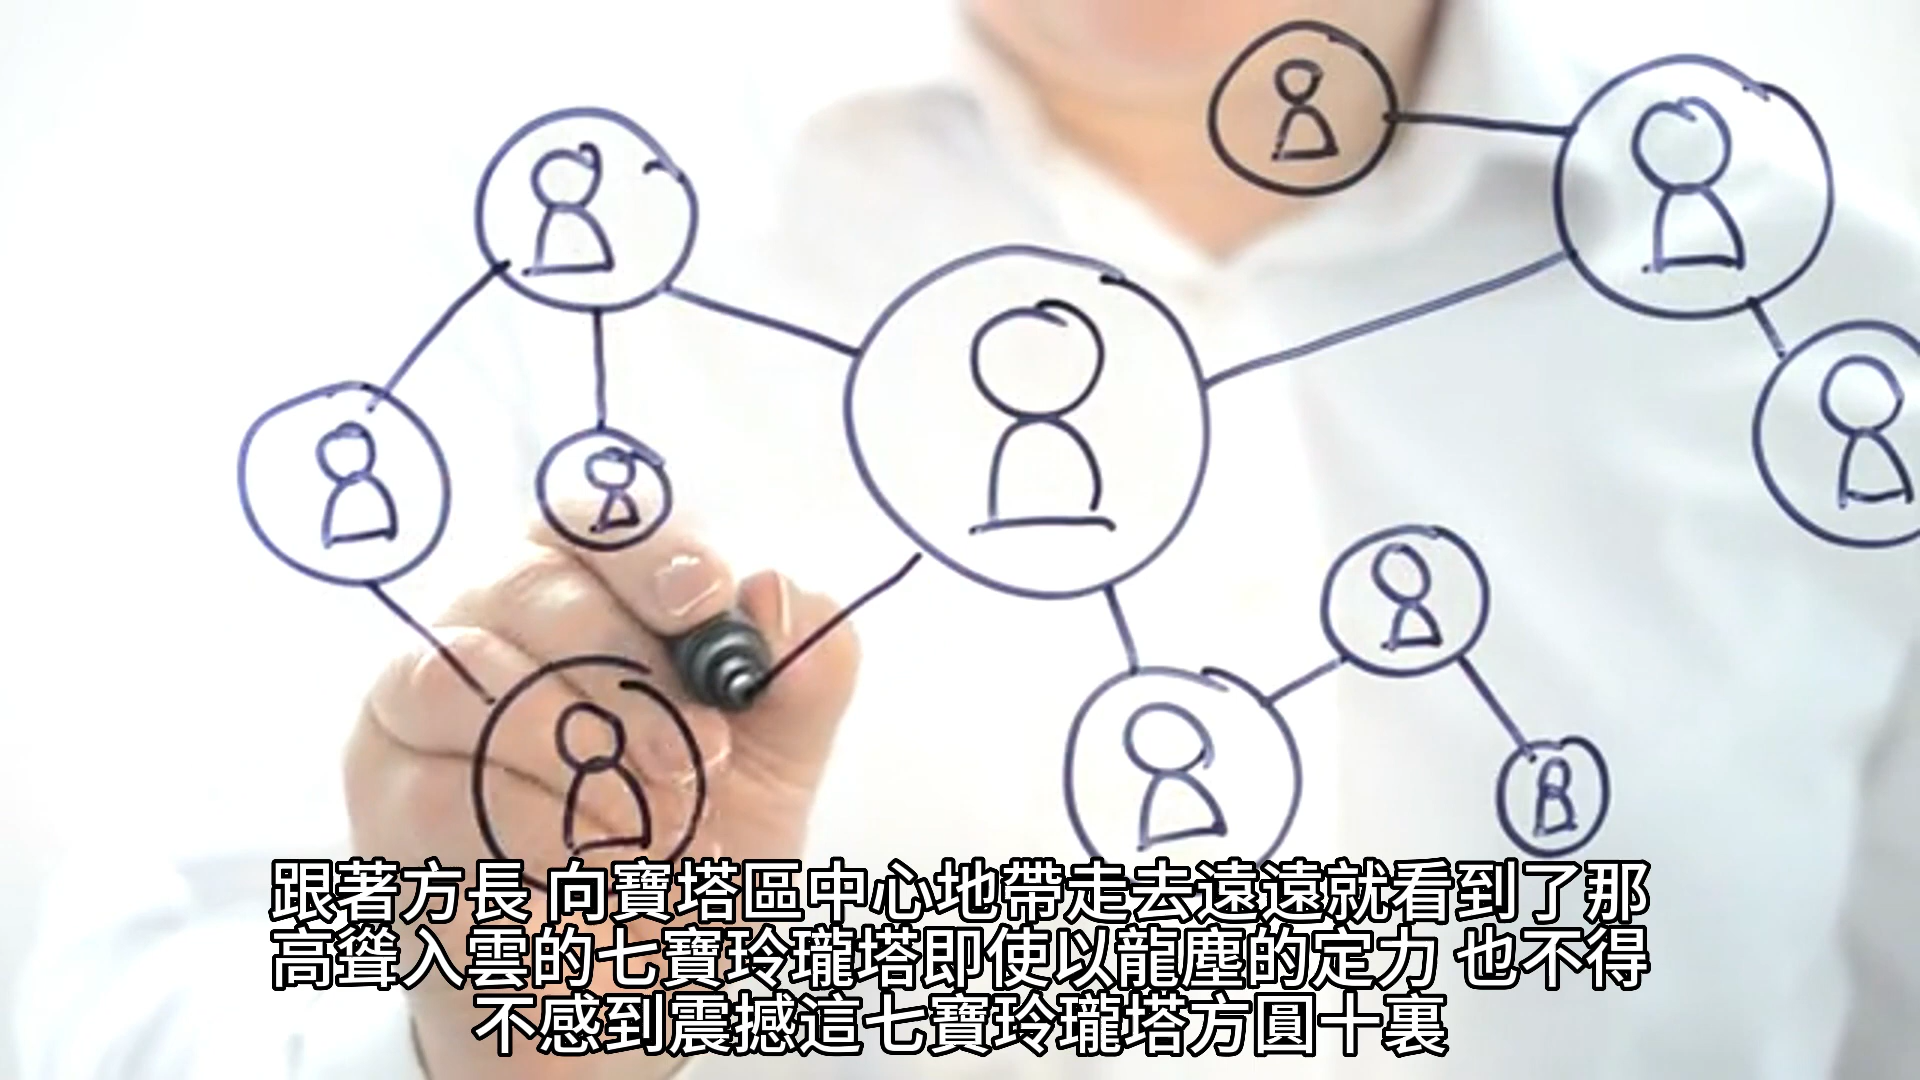 跟著方長 向寶塔區中心地帶走去遠遠就看到了那
高聳入雲的七寶玲瓏塔即使以龍塵的定力 也不得
不感到震撼這七寶玲瓏塔方圓十裏